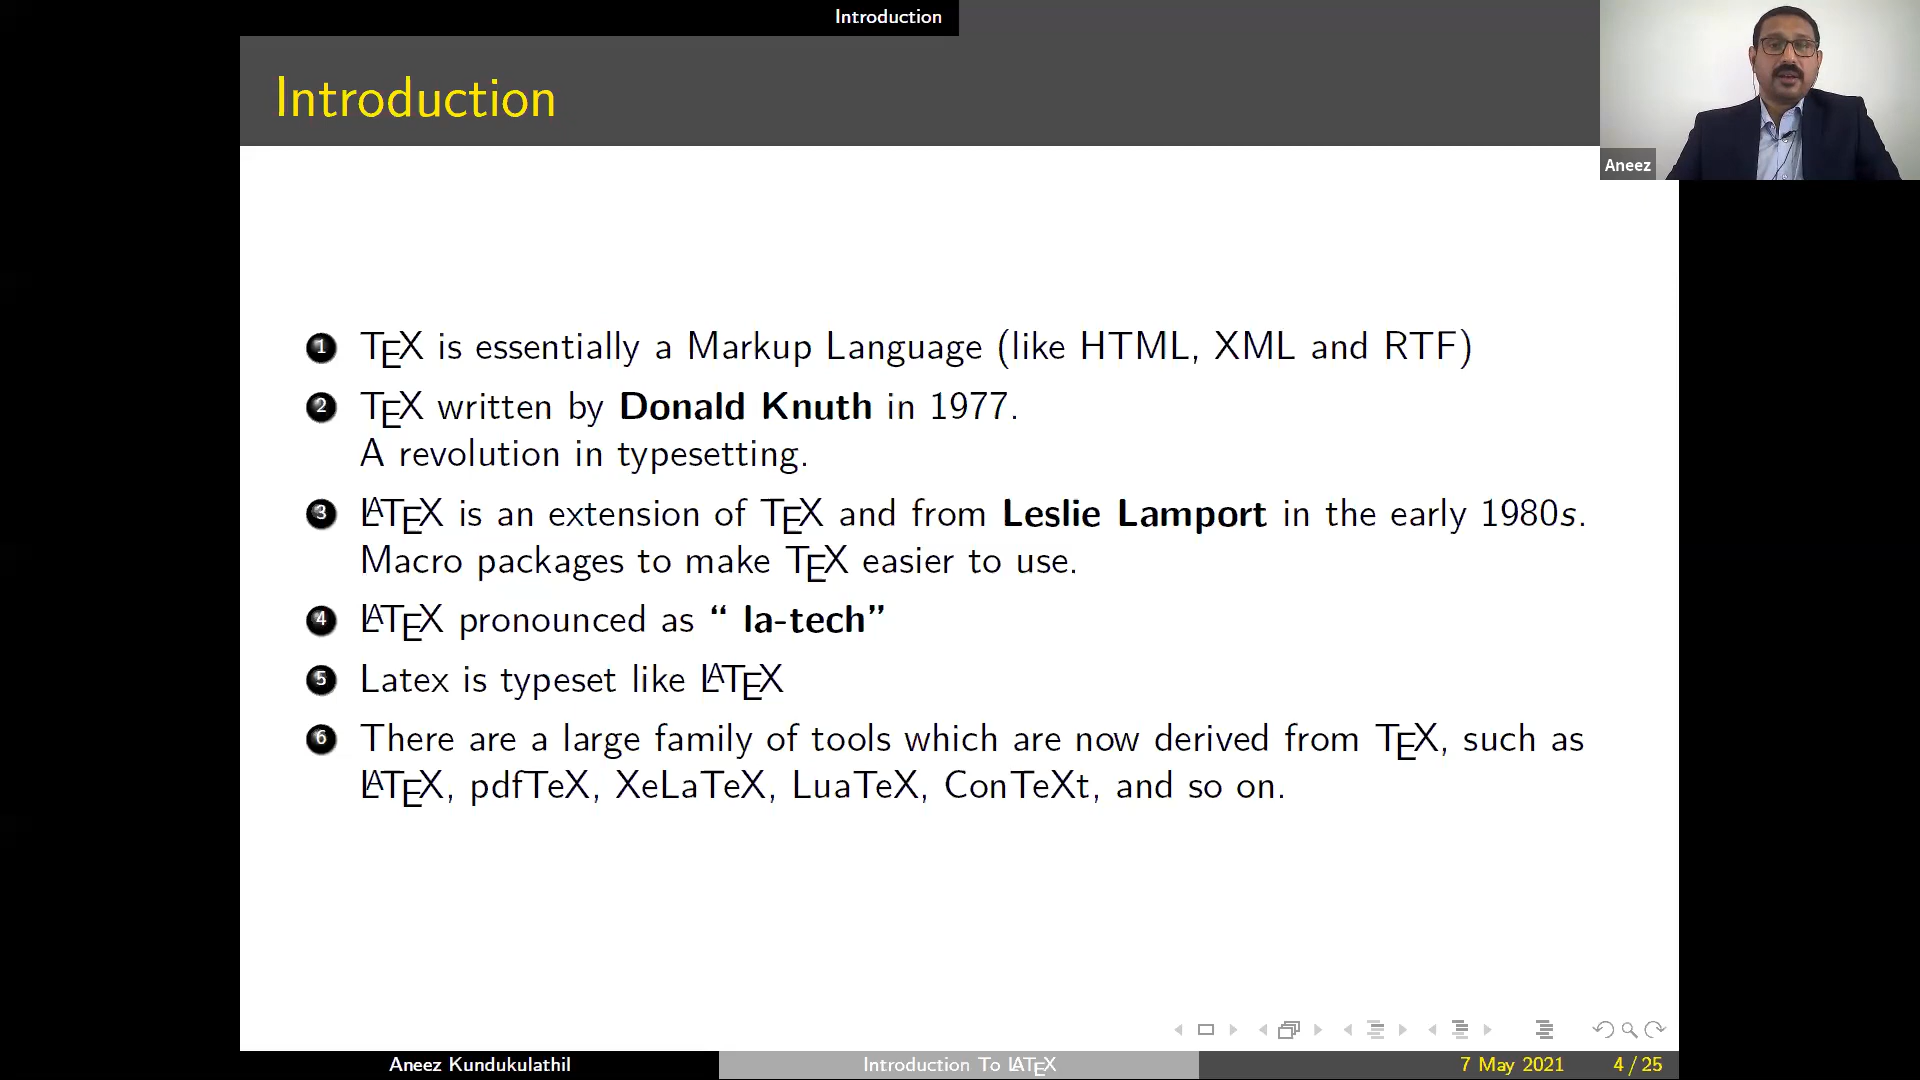 Introduction
Introduction
Aneez
1 TEX is essentially a Markup Language (like HTML, XML and RTF)
2 TEX written by Donald Knuth in 1977.
A revolution in typesetting.
3 LATEX is an extension of TEX and from Leslie Lamport in the early 1980s.
Macro packages to make TEX easier to use.
4 LATEX pronounced as “ la-tech”
5 Latex is typeset like LATEX
6 There are a large family of tools which are now derived from TEX, such as
LATEX, pdfTeX, XeLaTeX, LuaTeX, ConTeXt, and so on.
Aneez Kundukulathil Introduction To LATEX 7 May 2021 4 / 25